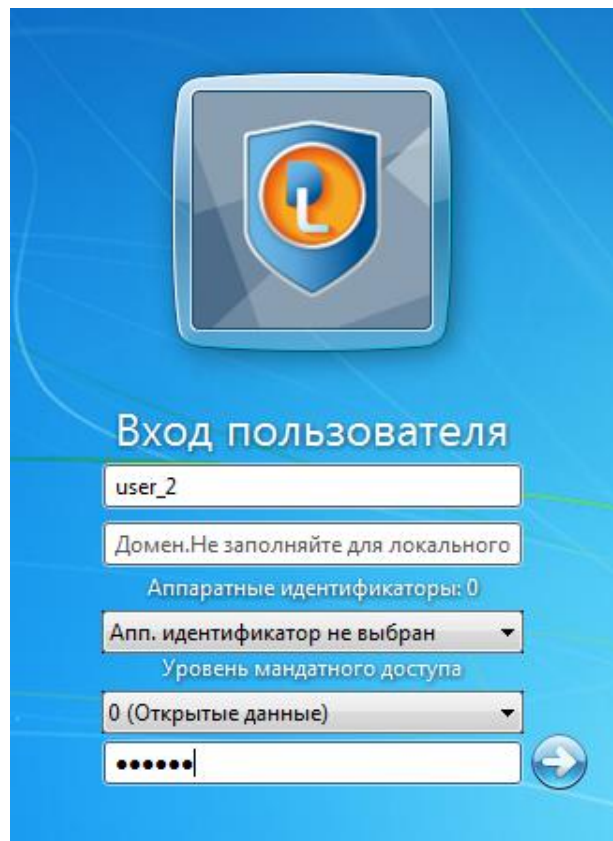 Вход пользователя
user_2
Домен.Не заполняйте для локального
Аппаратные идентификаторы: 0
Апп. идентификатор не выбран
Уровень мандатного доступа
0 (Открытые данные)
••••••